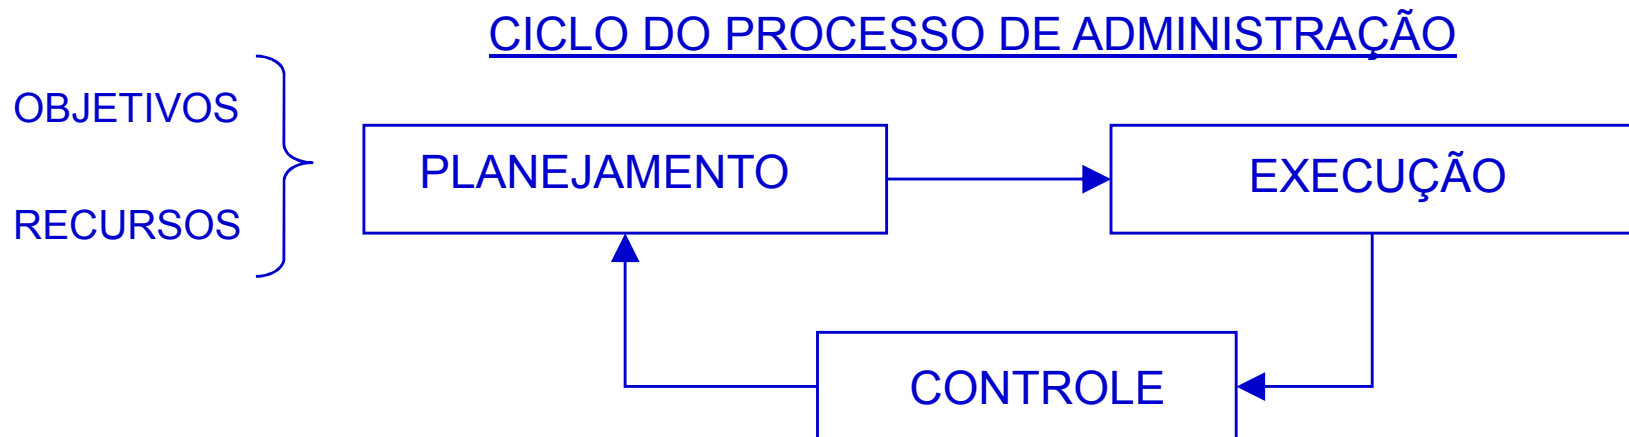 CICLO DO PROCESSO DE ADMINISTRAÇÃO
OBJETIVOS
RECURSOS
PLANEJAMENTO
EXECUÇÃO
CONTROLE